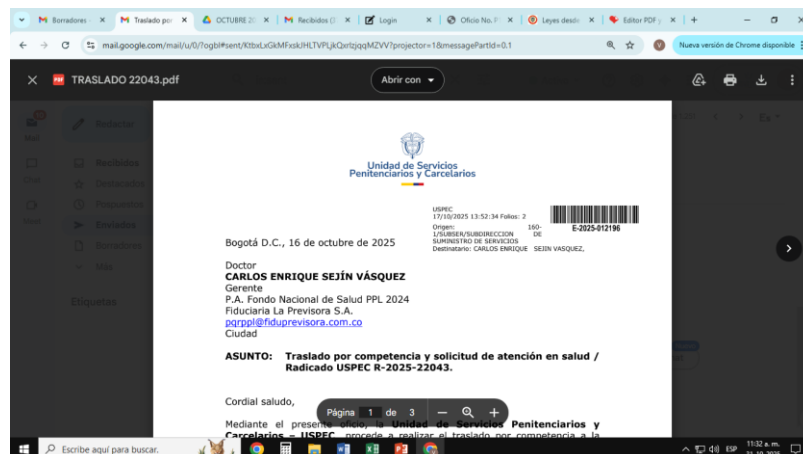 Borradores
Traslado por
OCTUBRE 20
Recibidos (
Login
Oficio No. P
Leyes desde
Editor PDF
mail.google.com/mail/u/0/?ogbl#sent/
projector=1&messagePartId=0.1
Nueva versión de Chrome disponible
TRASLADO 22043.pdf
Abrir con
Mail
Redactar
Recibidos
Destacados
Pospuestos
Enviados
Borradores
Más
Etiquetas
Unidad de Servicios
Penitenciarios y Carcelarios
USPEC
17/10/2025 13:52:34 Folios: 2
Origen: 160-
1/SUBSER/SUBDIRECCION DE
SUMINISTRO DE SERVICIOS
Destinatario: CARLOS ENRIQUE SEJIN VASQUEZ,
E-2025-012196
Bogotá D.C., 16 de octubre de 2025
Doctor
CARLOS ENRIQUE SEJÍN VÁSQUEZ
Gerente
P.A. Fondo Nacional de Salud PPL 2024
Fiduciaria La Previsora S.A.
pqrppl@fiduprevisora.com.co
Ciudad
ASUNTO: Traslado por competencia y solicitud de atención en salud /
Radicado USPEC R-2025-22043.
Cordial saludo,
Mediante el presente oficio, la Unidad de Servicios Penitenciarios y
Carcelarios – USPEC, procede a realizar el traslado por competencia a la
Página 1 de 3
Escribe aquí para buscar.
ESP
11:32 a. m.